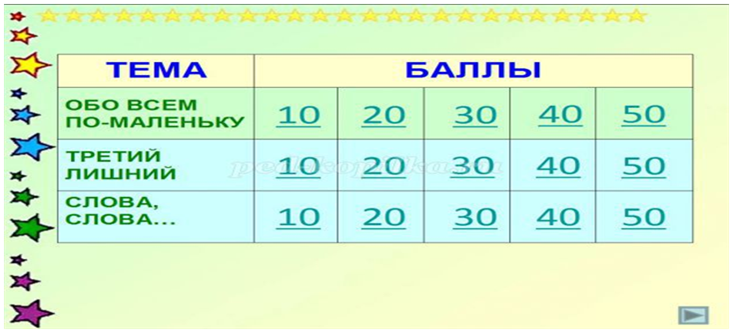 ТЕМА БАЛЛЫ
ОБО ВСЕМ
ПО-МАЛЕНЬКУ 10 20 30 40 50
ТРЕТИЙ
ЛИШНИЙ 10 20 30 40 50
СЛОВА,
СЛОВА... 10 20 30 40 50